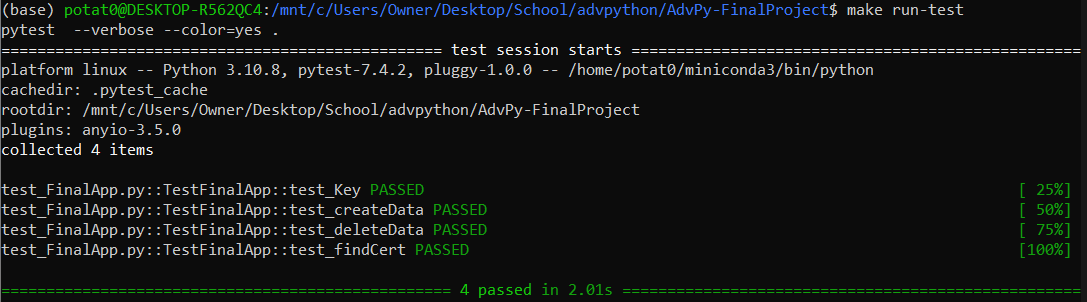 (base) potat0@DESKTOP-R562QC4:/mnt/c/Users/Owner/Desktop/School/advpython/AdvPy-FinalProject$ make run-test
pytest  --verbose --color=yes .
================================================= test session starts ==================================================
platform linux -- Python 3.10.8, pytest-7.4.2, pluggy-1.0.0 -- /home/potat0/miniconda3/bin/python
cachedir: .pytest_cache
rootdir: /mnt/c/Users/Owner/Desktop/School/advpython/AdvPy-FinalProject
plugins: anyio-3.5.0
collected 4 items
test_FinalApp.py::TestFinalApp::test_Key PASSED [ 25%]
test_FinalApp.py::TestFinalApp::test_createData PASSED [ 50%]
test_FinalApp.py::TestFinalApp::test_deleteData PASSED [ 75%]
test_FinalApp.py::TestFinalApp::test_findCert PASSED [100%]
================================================== 4 passed in 2.01s ===================================================